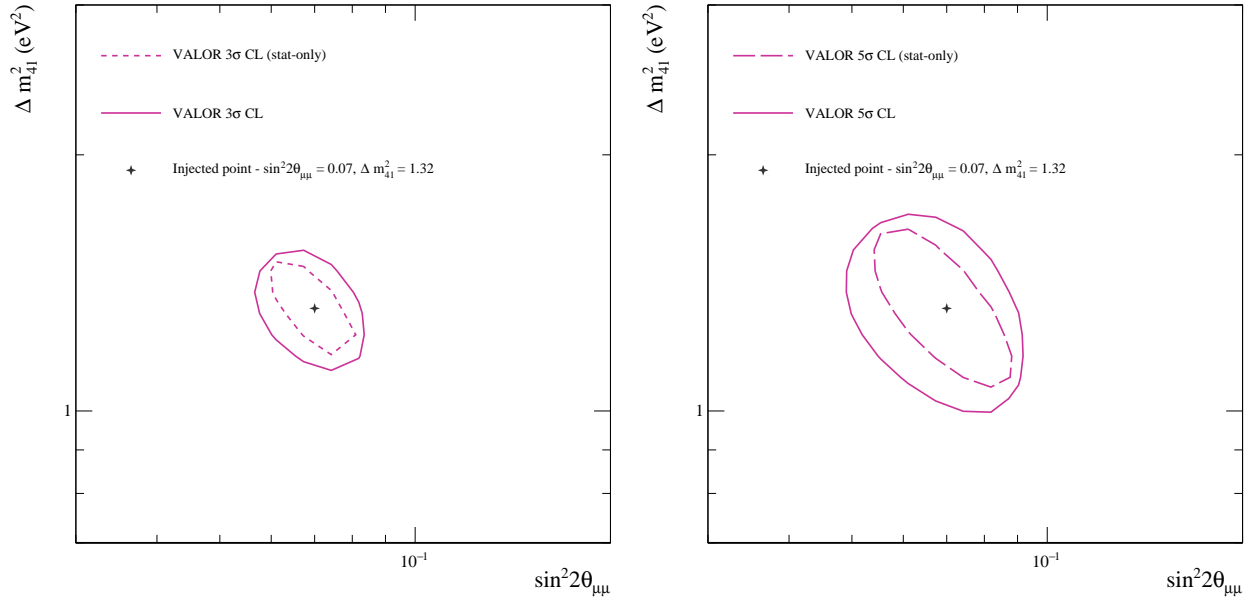 Δ m²₄₁ (eV²)
VALOR 3σ CL (stat-only)
VALOR 3σ CL
Injected point - sin²2θμμ = 0.07, Δ m²₄₁ = 1.32
1
10⁻¹
sin²2θμμ
Δ m²₄₁ (eV²)
VALOR 5σ CL (stat-only)
VALOR 5σ CL
Injected point - sin²2θμμ = 0.07, Δ m²₄₁ = 1.32
1
10⁻¹
sin²2θμμ